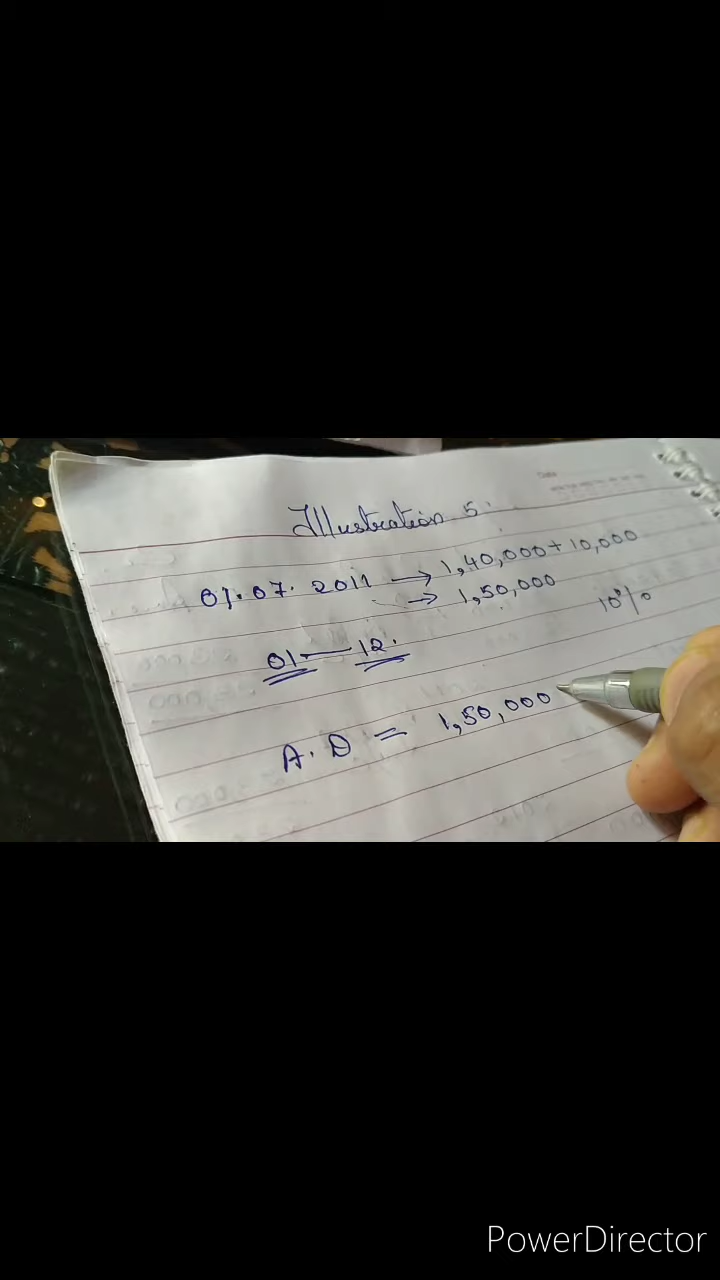 Illustration 5.
01.07.2011 → 1,40,000 + 10,000
→ 1,50,000
10%
01 — 12.
A.D = 1,50,000
PowerDirector